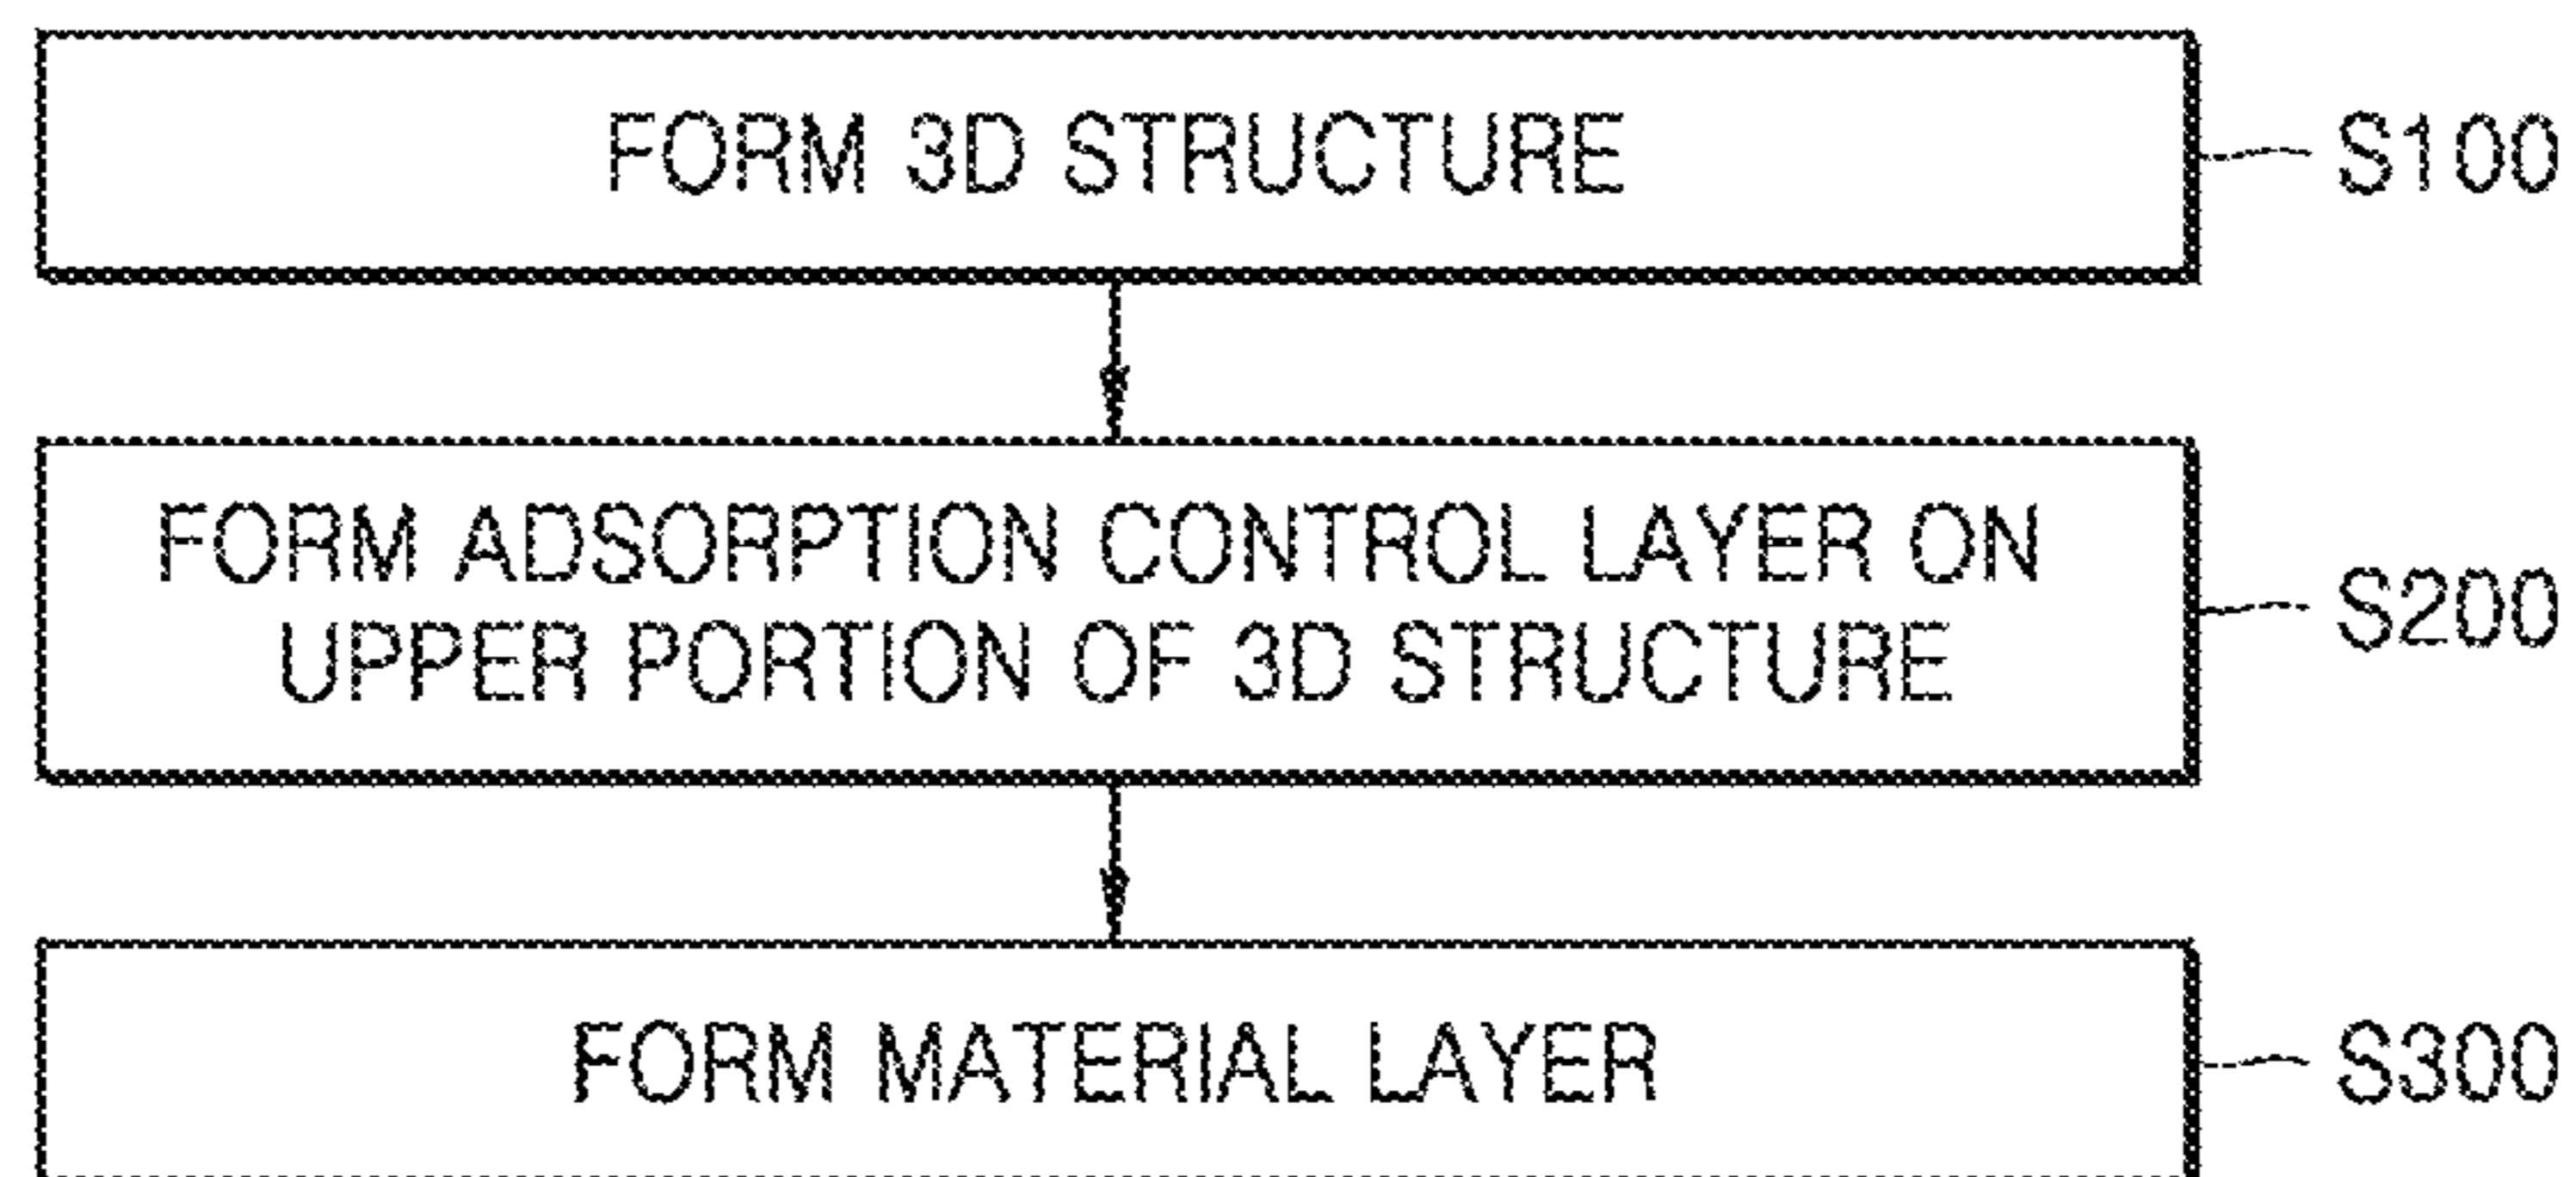 FORM 3D STRUCTURE
S100
FORM ADSORPTION CONTROL LAYER ON
UPPER PORTION OF 3D STRUCTURE
S200
FORM MATERIAL LAYER
S300